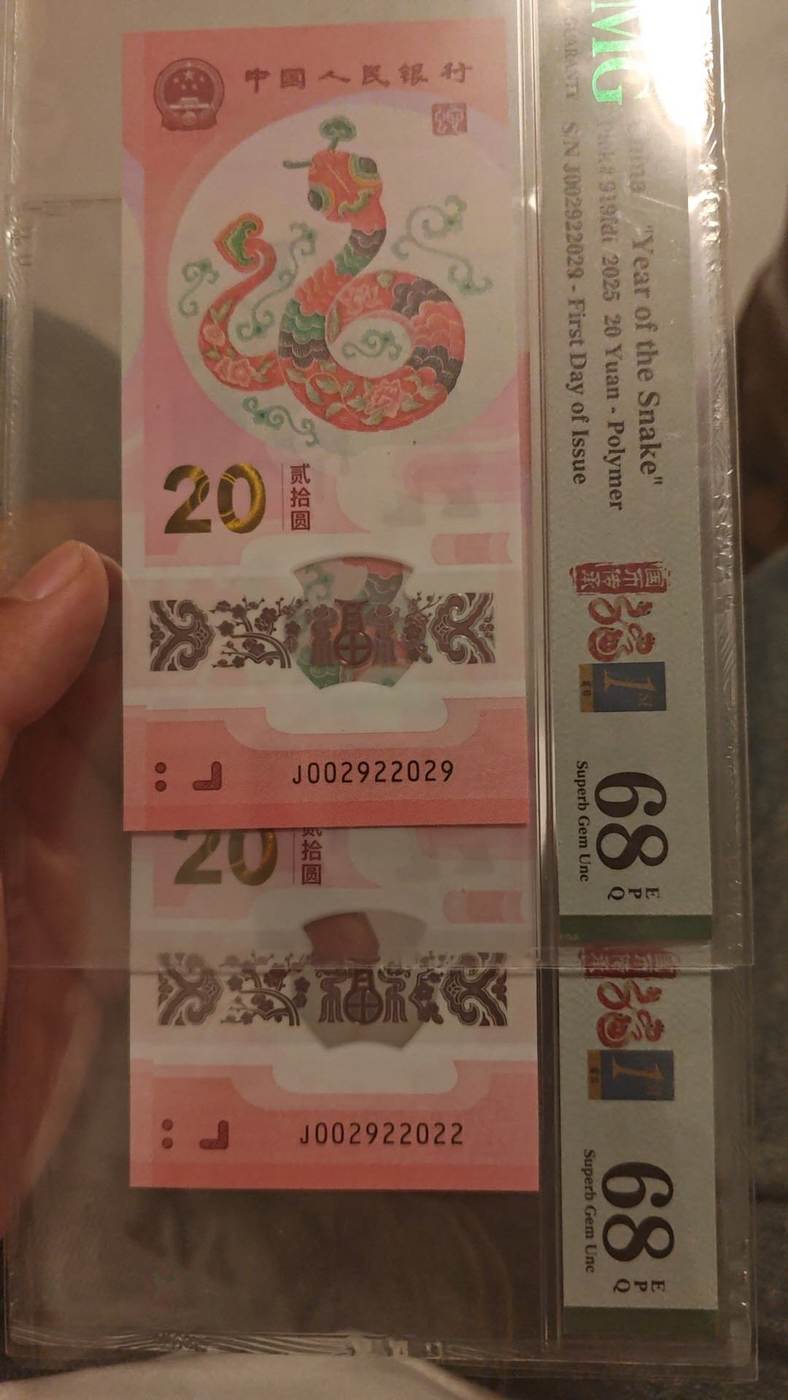 中国人民银行
20
贰拾圆
J002922029
20
贰拾圆
J002922022
MG
"Year of the Snake"
2025 20 Yuan - Polymer
S/N J002922029 - First Day of Issue
1st
68 EPQ
Superb Gem Unc
1st
68 EPQ
Superb Gem Unc